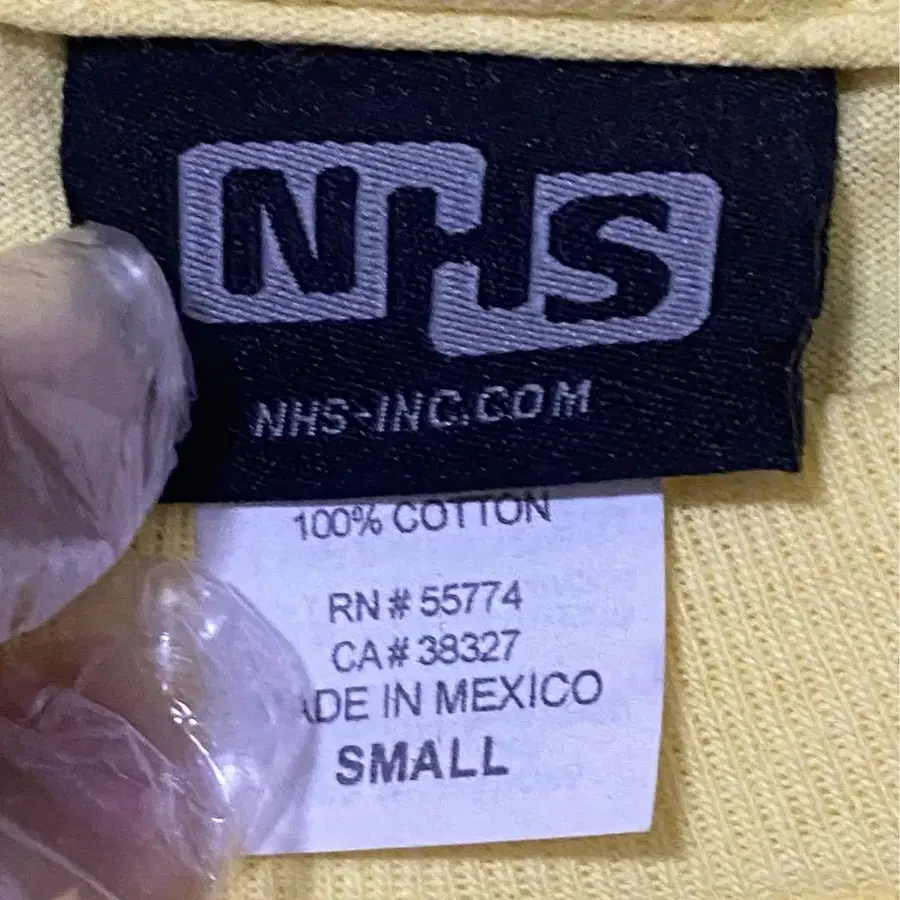 NHS
NHS-INC.COM
100% COTTON
RN# 55774
CA# 38327
ADE IN MEXICO
SMALL